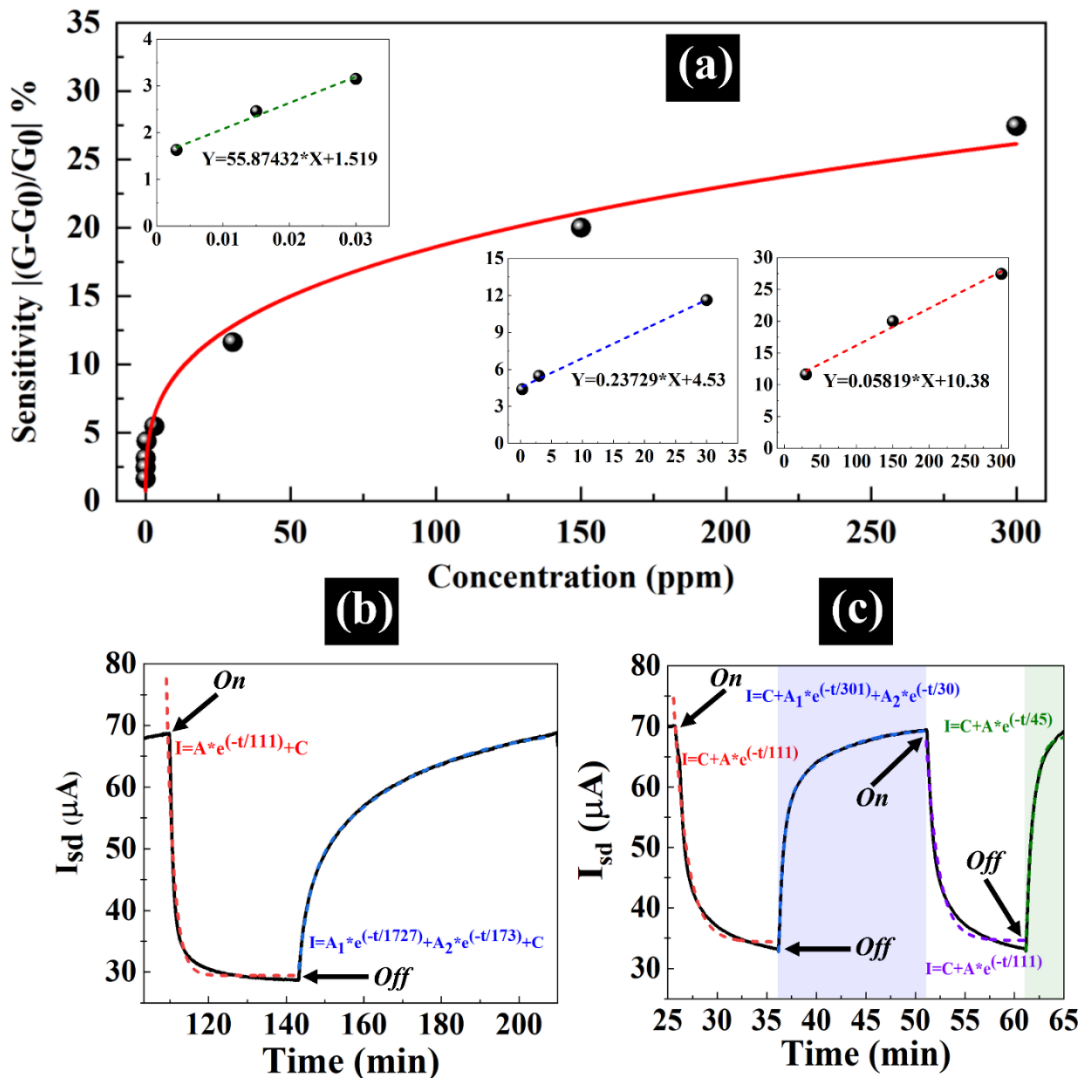 (a)
Sensitivity |(G-G0)/G0| %
35
30
25
20
15
10
5
0
0 50 100 150 200 250 300
Concentration (ppm)
4
3
2
1
0
Y=55.87432*X+1.519
0 0.01 0.02 0.03
15
12
9
6
3
0
Y=0.23729*X+4.53
0 5 10 15 20 25 30 35
30
25
20
15
10
5
0
Y=0.05819*X+10.38
0 50 100 150 200 250 300
(b)
Isd (μA)
80
70
60
50
40
30
On
I=A*e(-t/111)+C
I=A1*e(-t/1727)+A2*e(-t/173)+C
Off
120 140 160 180 200
Time (min)
(c)
Isd (μA)
80
70
60
50
40
30
On
I=C+A1*e(-t/301)+A2*e(-t/30)
I=C+A*e(-t/45)
I=C+A*e(-t/111)
On
Off
Off
I=C+A*e(-t/111)
25 30 35 40 45 50 55 60 65
Time (min)